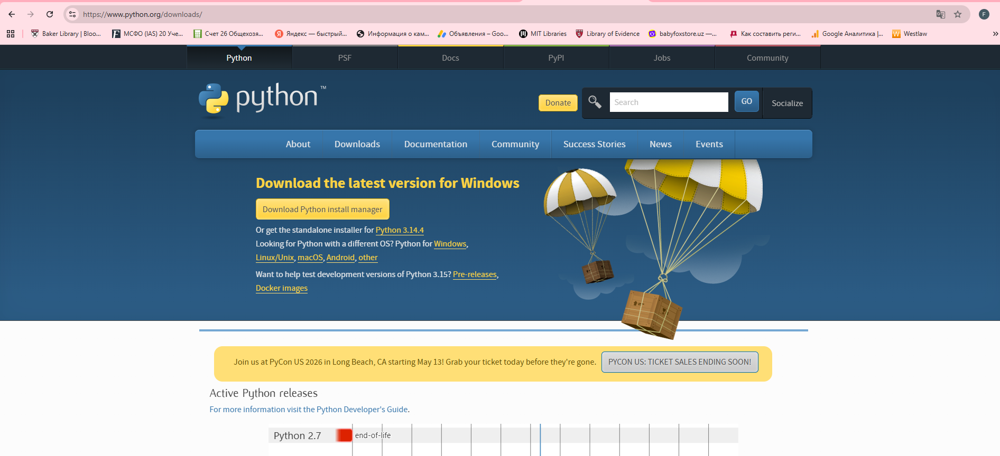 https://www.python.org/downloads/
F
Baker Library | Bloo...
МСФО (IAS) 20 Уче...
Счет 26 Общехозя...
Яндекс — быстрый...
Информация о кам...
Объявления – Goo...
MIT Libraries
Library of Evidence
babyfoxstore.uz —...
Как составить реги...
Google Аналитика |...
Westlaw
»
Python
PSF
Docs
PyPI
Jobs
Community
python™
Donate
Search
GO
Socialize
About
Downloads
Documentation
Community
Success Stories
News
Events
Download the latest version for Windows
Download Python install manager
Or get the standalone installer for Python 3.14.4
Looking for Python with a different OS? Python for Windows,
Linux/Unix, macOS, Android, other
Want to help test development versions of Python 3.15? Pre-releases,
Docker images
Join us at PyCon US 2026 in Long Beach, CA starting May 13! Grab your ticket today before they're gone.
PYCON US: TICKET SALES ENDING SOON!
Active Python releases
For more information visit the Python Developer's Guide.
Python 2.7
end-of-life